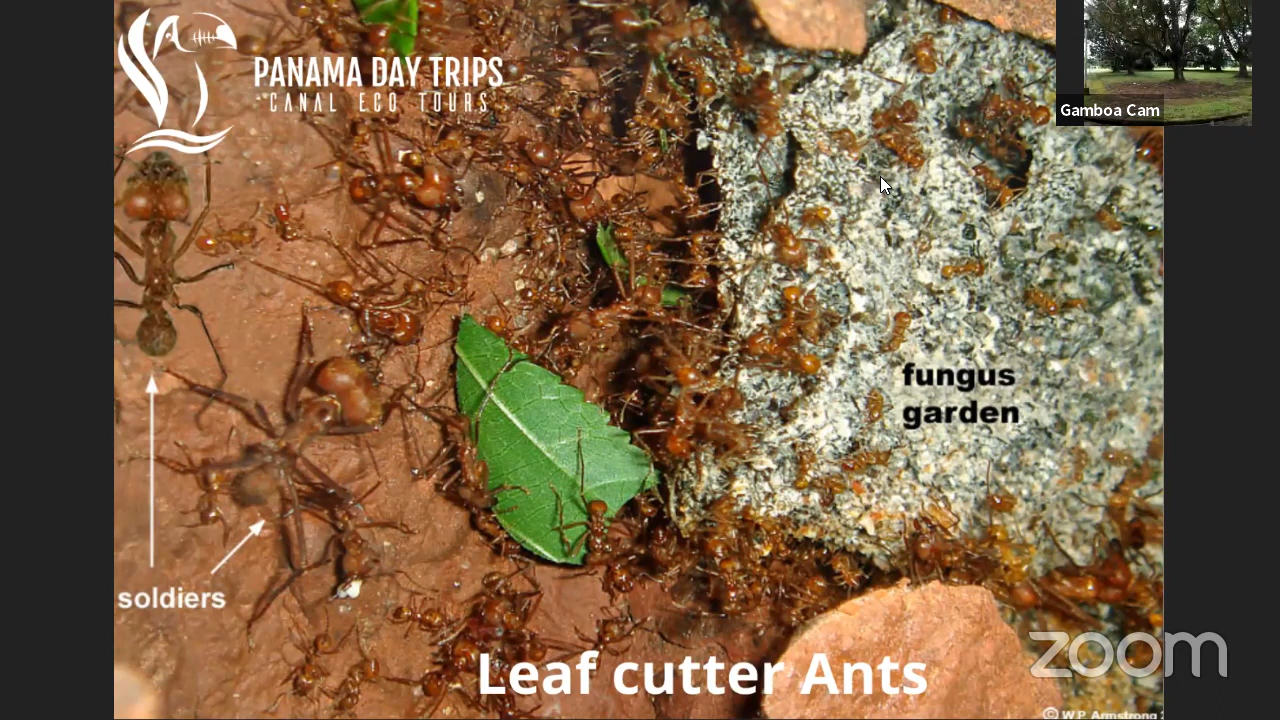 PANAMA DAY TRIPS
CANAL ECO TOURS
Gamboa Cam
fungus
garden
soldiers
Leaf cutter Ants
zoom
© W.P. Armstrong